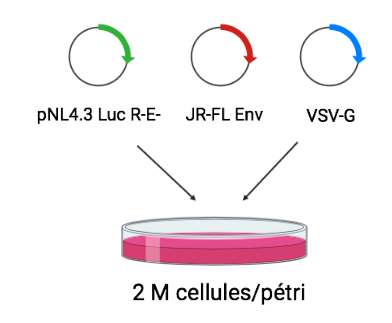 pNL4.3 Luc R-E- JR-FL Env VSV-G
2 M cellules/pétri